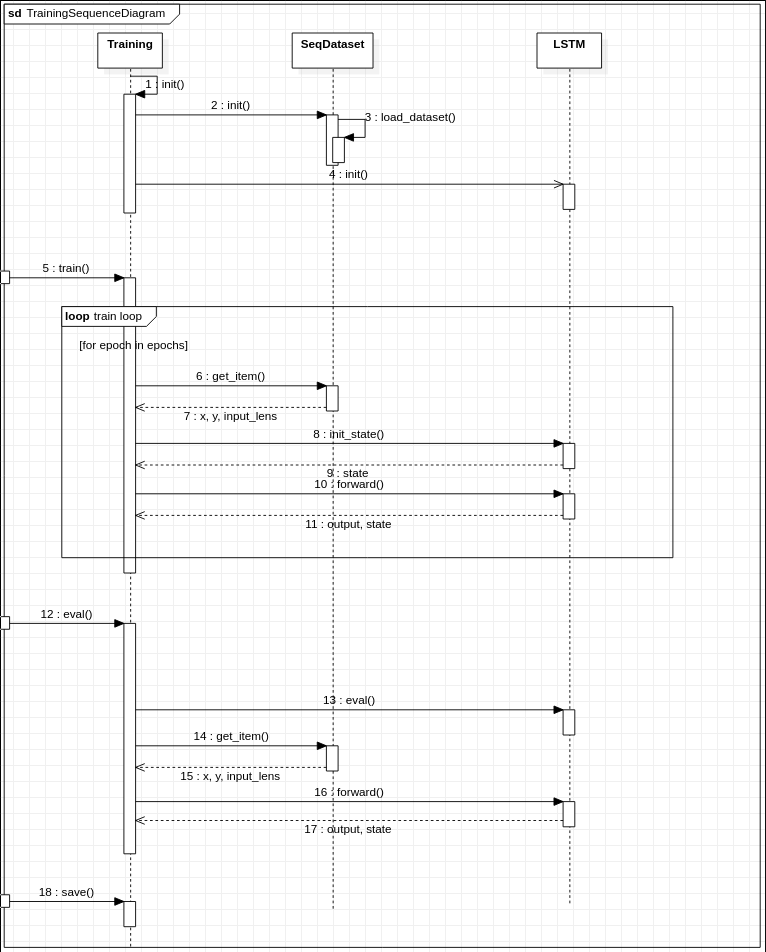 sd TrainingSequenceDiagram
Training
SeqDataset
LSTM
1 : init()
2 : init()
3 : load_dataset()
4 : init()
5 : train()
loop train loop
[for epoch in epochs]
6 : get_item()
7 : x, y, input_lens
8 : init_state()
9 : state
10 : forward()
11 : output, state
12 : eval()
13 : eval()
14 : get_item()
15 : x, y, input_lens
16 : forward()
17 : output, state
18 : save()